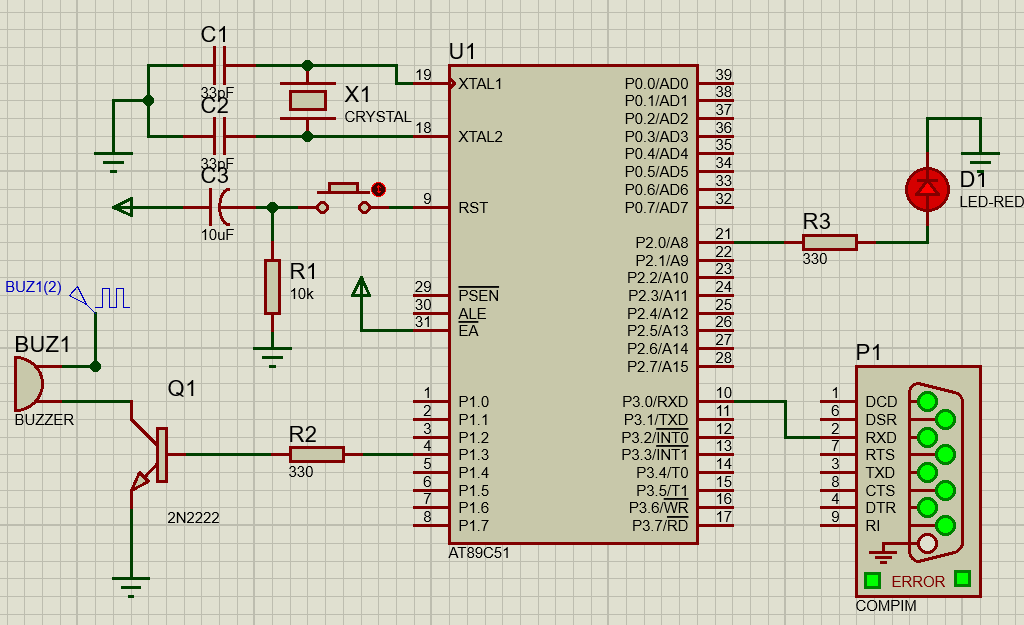 C1
33pF
C2
33pF
X1
CRYSTAL
C3
10uF
R1
10k
BUZ1(2)
BUZ1
BUZZER
Q1
2N2222
R2
330
U1
19 XTAL1
18 XTAL2
9 RST
29 PSEN
30 ALE
31 EA
1 P1.0
2 P1.1
3 P1.2
4 P1.3
5 P1.4
6 P1.5
7 P1.6
8 P1.7
P0.0/AD0 39
P0.1/AD1 38
P0.2/AD2 37
P0.3/AD3 36
P0.4/AD4 35
P0.5/AD5 34
P0.6/AD6 33
P0.7/AD7 32
P2.0/A8 21
P2.1/A9 22
P2.2/A10 23
P2.3/A11 24
P2.4/A12 25
P2.5/A13 26
P2.6/A14 27
P2.7/A15 28
P3.0/RXD 10
P3.1/TXD 11
P3.2/INT0 12
P3.3/INT1 13
P3.4/T0 14
P3.5/T1 15
P3.6/WR 16
P3.7/RD 17
AT89C51
R3
330
D1
LED-RED
P1
1 DCD
6 DSR
2 RXD
7 RTS
3 TXD
8 CTS
4 DTR
9 RI
ERROR
COMPIM